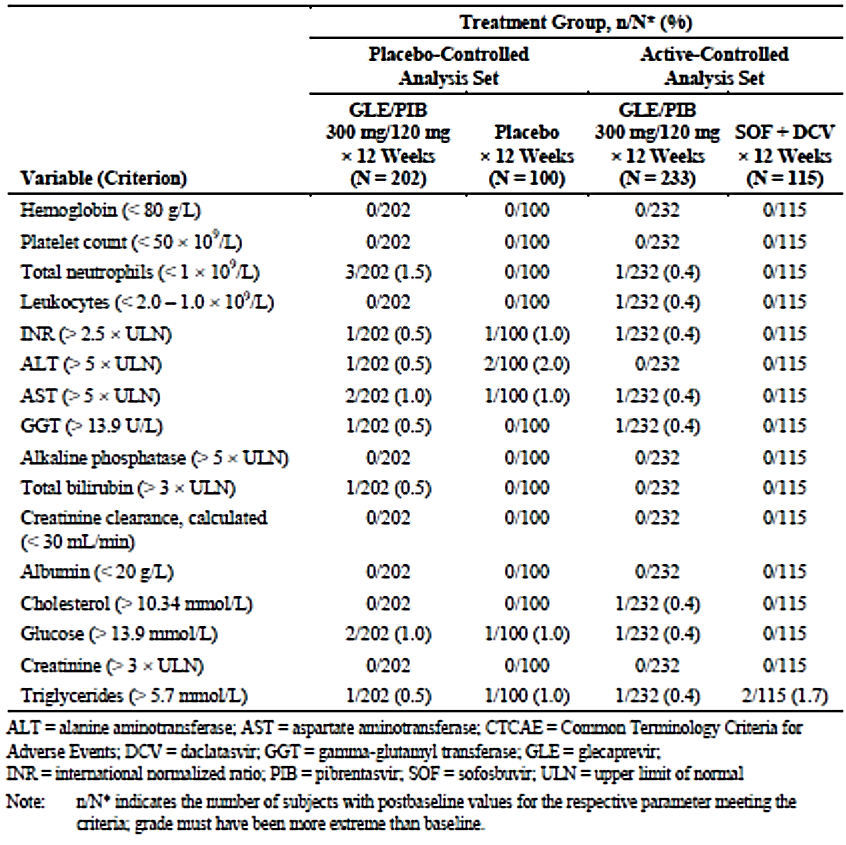 Treatment Group, n/N* (%)
Placebo-Controlled Analysis Set Active-Controlled Analysis Set
GLE/PIB 300 mg/120 mg × 12 Weeks (N = 202) Placebo × 12 Weeks (N = 100) GLE/PIB 300 mg/120 mg × 12 Weeks (N = 233) SOF + DCV × 12 Weeks (N = 115)
Variable (Criterion)
Hemoglobin (< 80 g/L) 0/202 0/100 0/232 0/115
Platelet count (< 50 × 10⁹/L) 0/202 0/100 0/232 0/115
Total neutrophils (< 1 × 10⁹/L) 3/202 (1.5) 0/100 1/232 (0.4) 0/115
Leukocytes (< 2.0 – 1.0 × 10⁹/L) 0/202 0/100 1/232 (0.4) 0/115
INR (> 2.5 × ULN) 1/202 (0.5) 1/100 (1.0) 1/232 (0.4) 0/115
ALT (> 5 × ULN) 1/202 (0.5) 2/100 (2.0) 0/232 0/115
AST (> 5 × ULN) 2/202 (1.0) 1/100 (1.0) 1/232 (0.4) 0/115
GGT (> 13.9 U/L) 1/202 (0.5) 0/100 1/232 (0.4) 0/115
Alkaline phosphatase (> 5 × ULN) 0/202 0/100 0/232 0/115
Total bilirubin (> 3 × ULN) 1/202 (0.5) 0/100 0/232 0/115
Creatinine clearance, calculated 0/202 0/100 0/232 0/115
(< 30 mL/min)
Albumin (< 20 g/L) 0/202 0/100 0/232 0/115
Cholesterol (> 10.34 mmol/L) 0/202 0/100 1/232 (0.4) 0/115
Glucose (> 13.9 mmol/L) 2/202 (1.0) 1/100 (1.0) 1/232 (0.4) 0/115
Creatinine (> 3 × ULN) 0/202 0/100 0/232 0/115
Triglycerides (> 5.7 mmol/L) 1/202 (0.5) 1/100 (1.0) 1/232 (0.4) 2/115 (1.7)
ALT = alanine aminotransferase; AST = aspartate aminotransferase; CTCAE = Common Terminology Criteria for
Adverse Events; DCV = daclatasvir; GGT = gamma-glutamyl transferase; GLE = glecaprevir;
INR = international normalized ratio; PIB = pibrentasvir; SOF = sofosbuvir; ULN = upper limit of normal
Note: n/N* indicates the number of subjects with postbaseline values for the respective parameter meeting the
criteria; grade must have been more extreme than baseline.